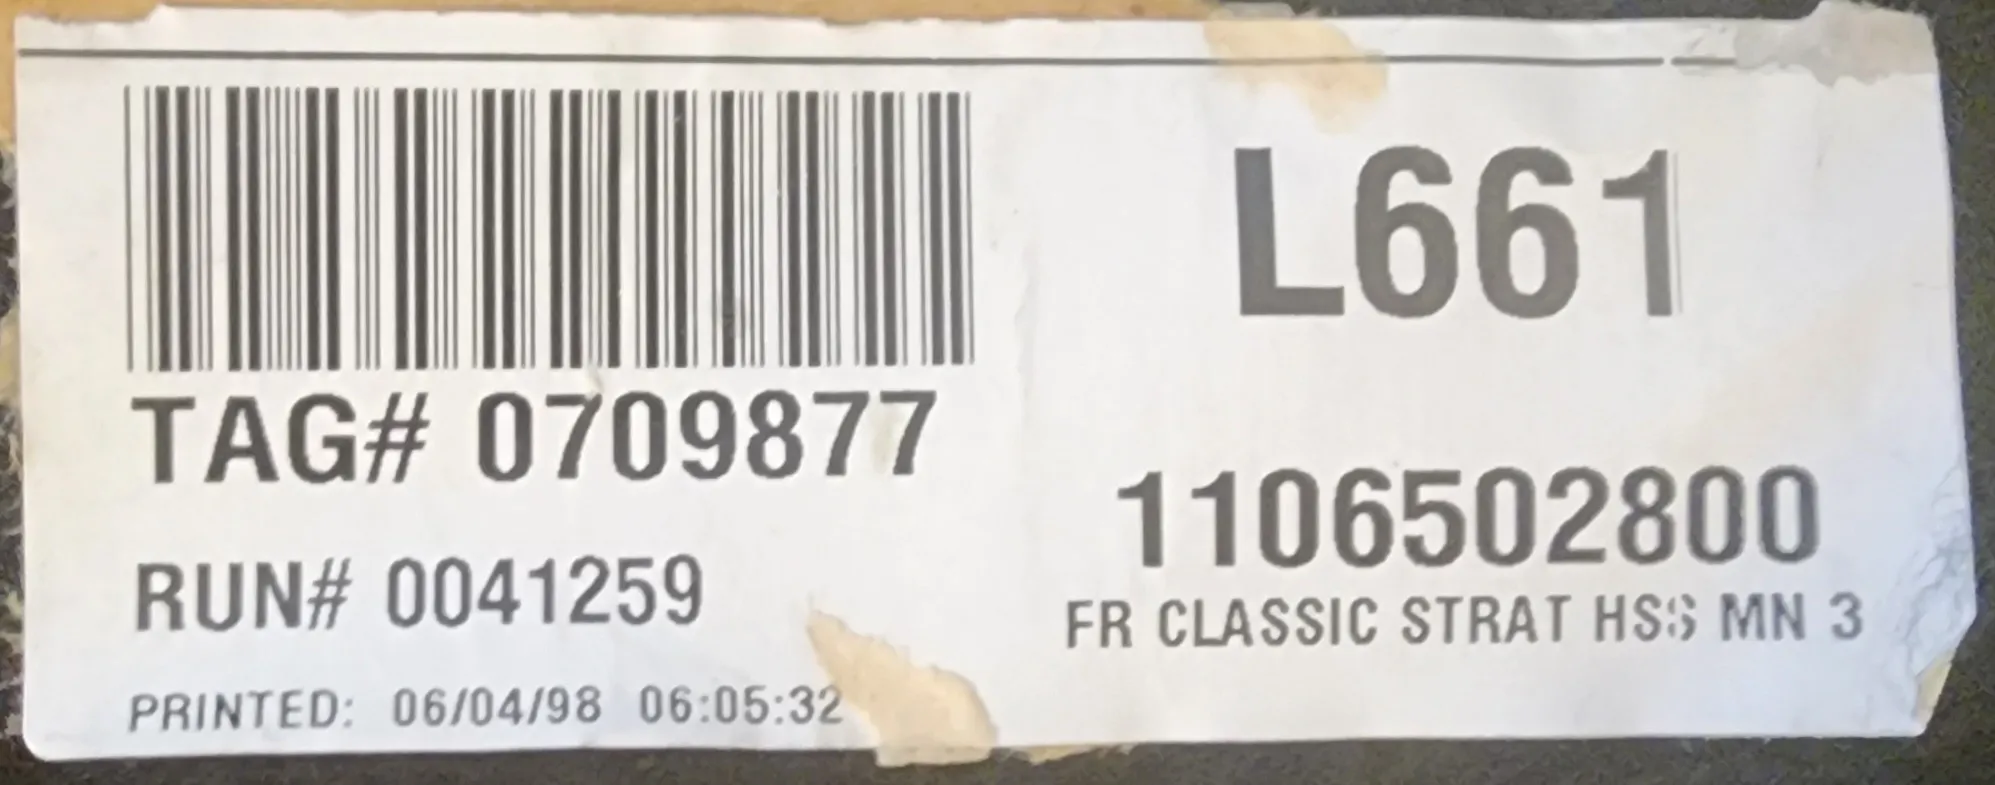 L661
TAG# 0709877
1106502800
RUN# 0041259
FR CLASSIC STRAT HSS MN 3
PRINTED: 06/04/98 06:05:32